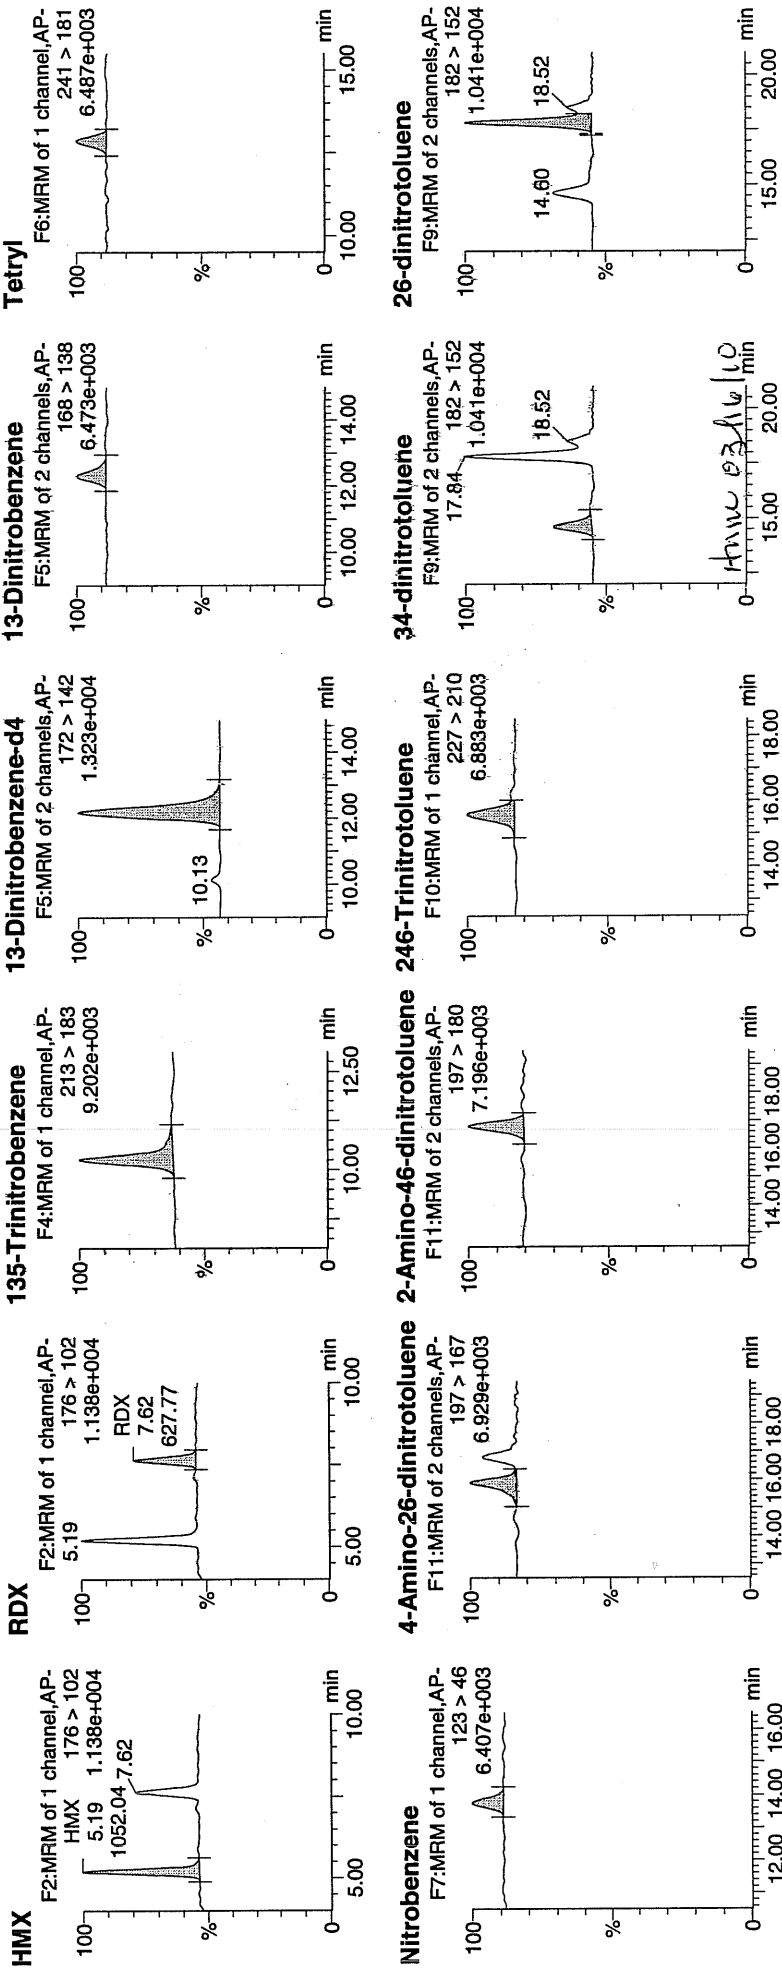 HMX
F2:MRM of 1 channel,AP-
HMX 176 > 102
5.19 1.138e+004
1052.04 7.62
100
%
0
5.00 10.00
min
RDX
F2:MRM of 1 channel,AP-
5.19 176 > 102
1.138e+004
RDX
7.62
627.77
100
%
0
5.00 10.00
min
135-Trinitrobenzene
F4:MRM of 1 channel,AP-
213 > 183
9.202e+003
100
%
0
10.00 12.50
min
13-Dinitrobenzene-d4
F5:MRM of 2 channels,AP-
172 > 142
1.323e+004
10.13
100
%
0
10.00 12.00 14.00
min
13-Dinitrobenzene
F5:MRM of 2 channels,AP-
168 > 138
6.473e+003
100
%
0
10.00 12.00 14.00
min
Tetryl
F6:MRM of 1 channel,AP-
241 > 181
6.487e+003
100
%
0
10.00 15.00
min
Nitrobenzene
F7:MRM of 1 channel,AP-
123 > 46
6.407e+003
100
%
0
12.00 14.00 16.00
min
4-Amino-26-dinitrotoluene
F11:MRM of 2 channels,AP-
197 > 167
6.929e+003
100
%
0
14.00 16.00 18.00
min
2-Amino-46-dinitrotoluene
F11:MRM of 2 channels,AP-
197 > 180
7.196e+003
100
%
0
14.00 16.00 18.00
min
246-Trinitrotoluene
F10:MRM of 1 channel,AP-
227 > 210
6.883e+003
100
%
0
14.00 16.00 18.00
min
34-dinitrotoluene
F9:MRM of 2 channels,AP-
17.84 182 > 152
1.041e+004
18.52
100
%
0
15.00 20.00
min
03/16/10
26-dinitrotoluene
F9:MRM of 2 channels,AP-
182 > 152
1.041e+004
14.60 18.52
100
%
0
15.00 20.00
min